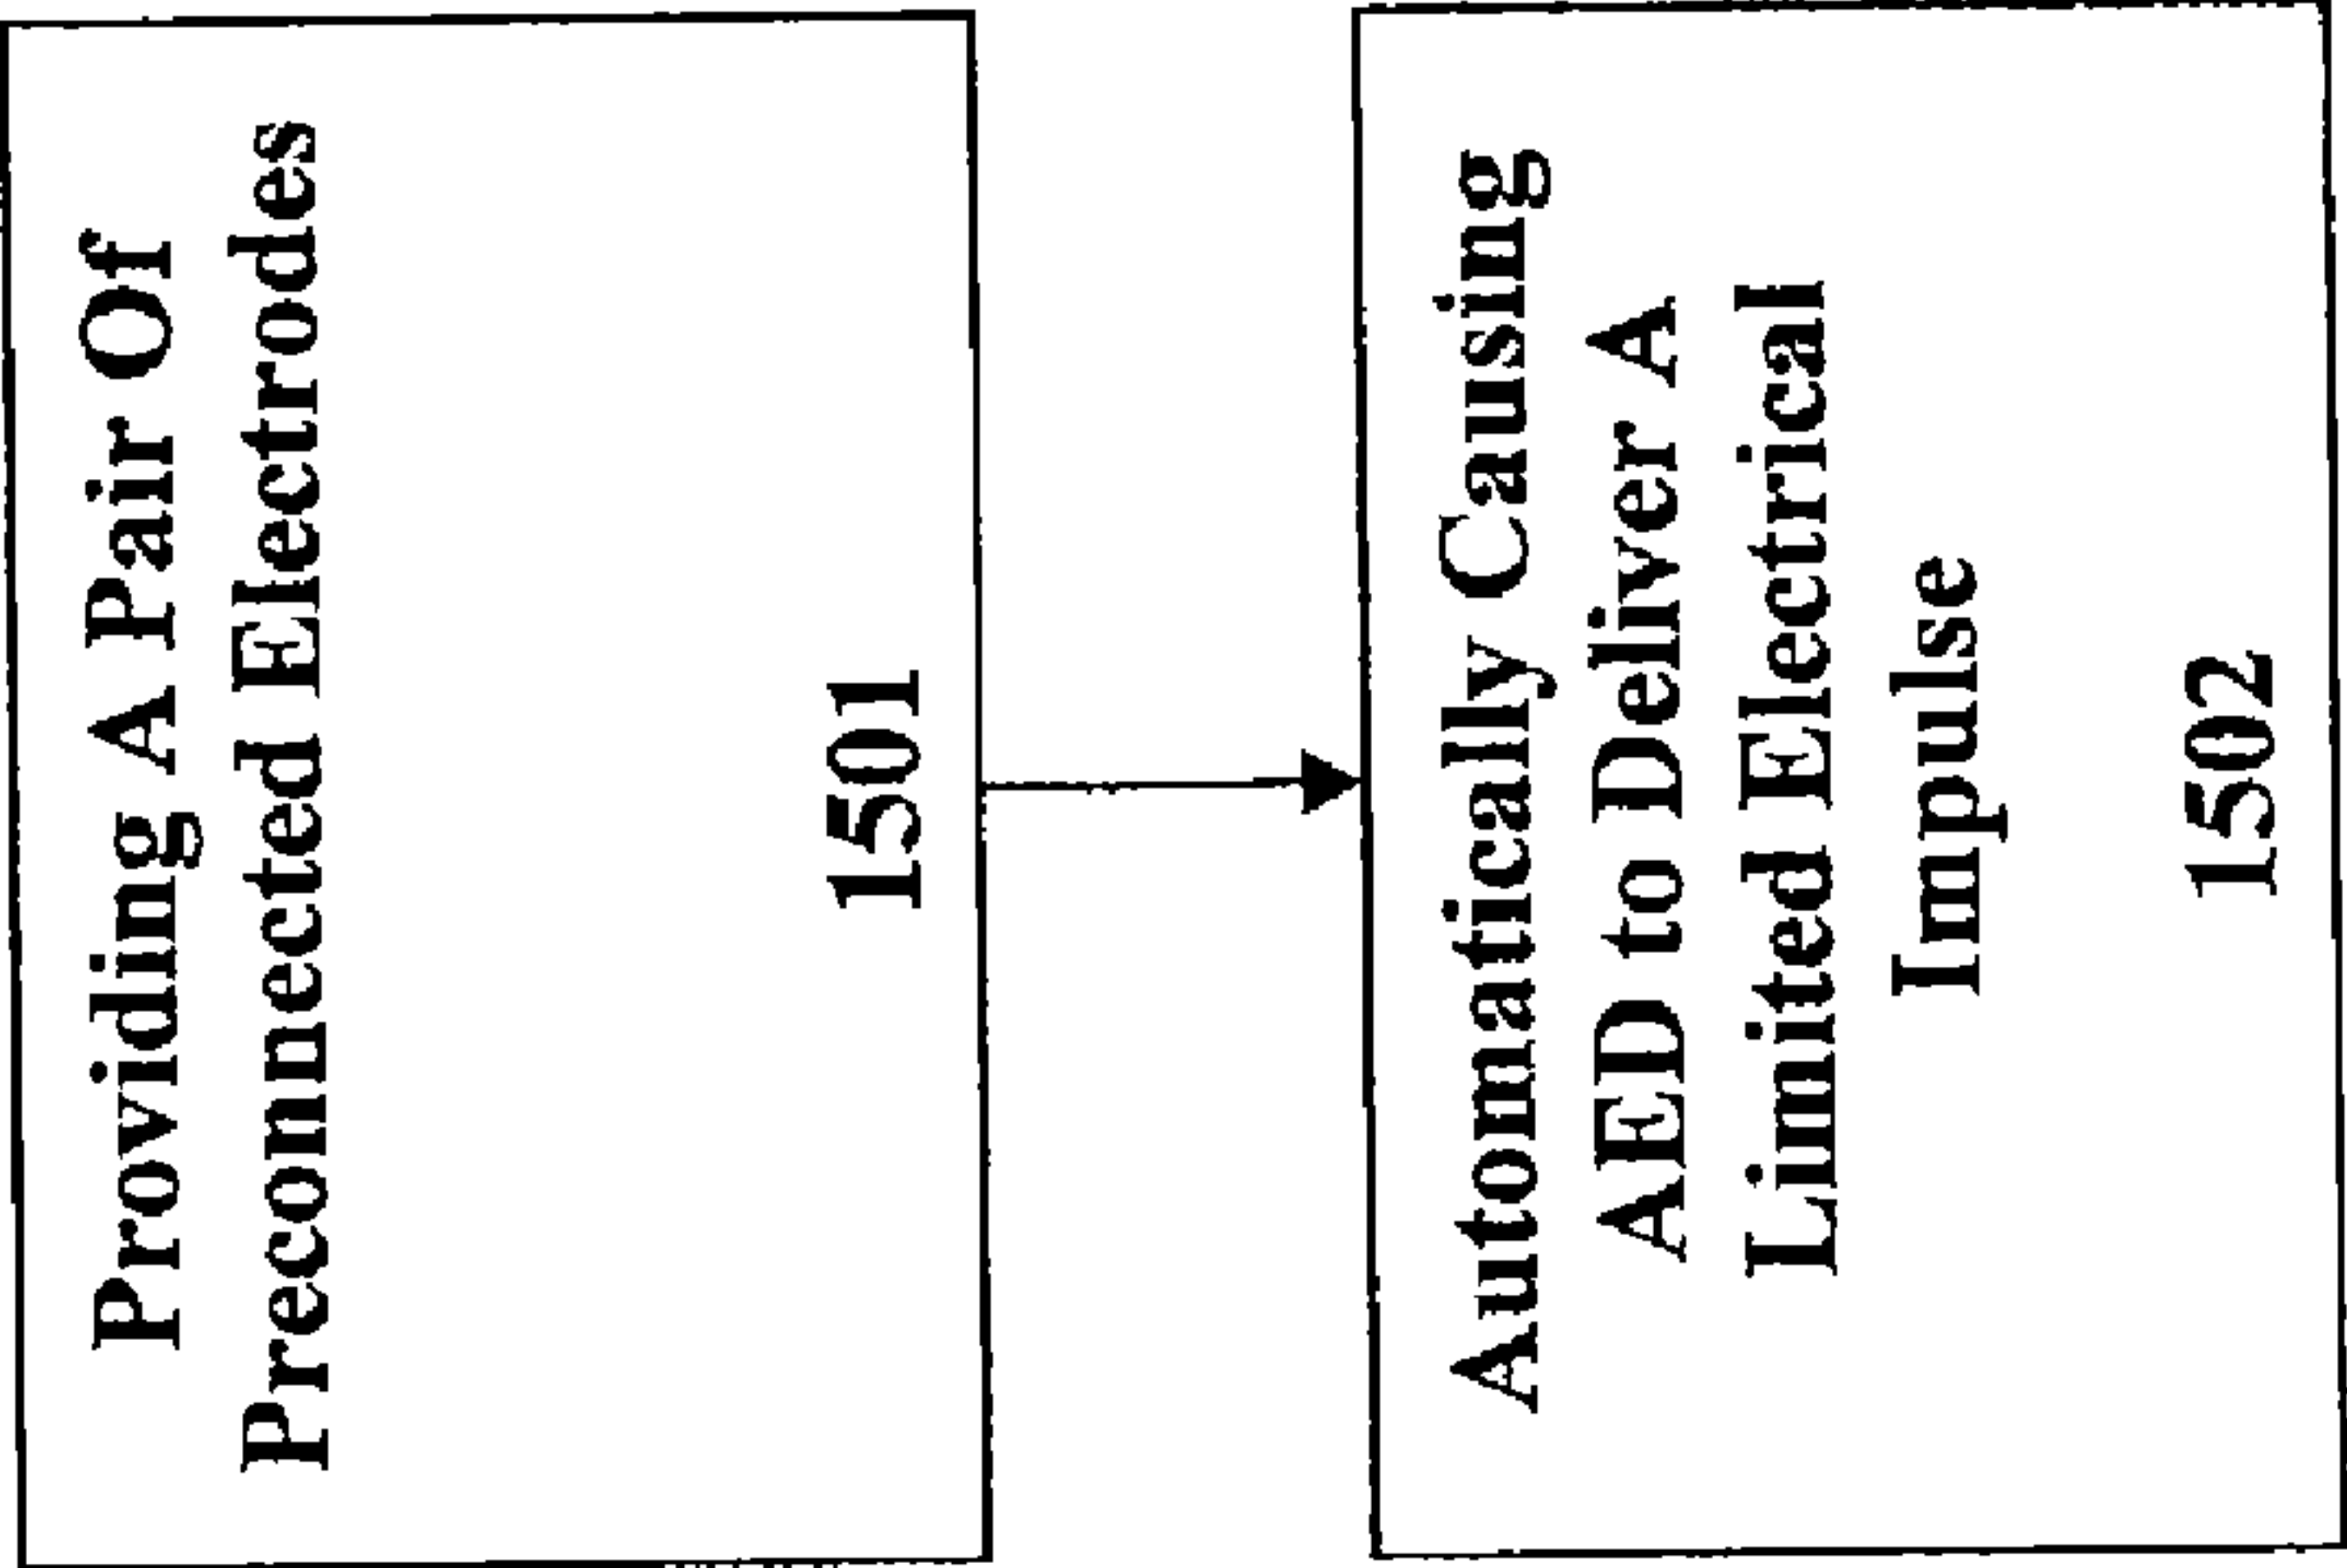 Providing A Pair Of
Preconnected Electrodes
1501
Automatically Causing
AED to Deliver A
Limited Electrical
Impulse
1502